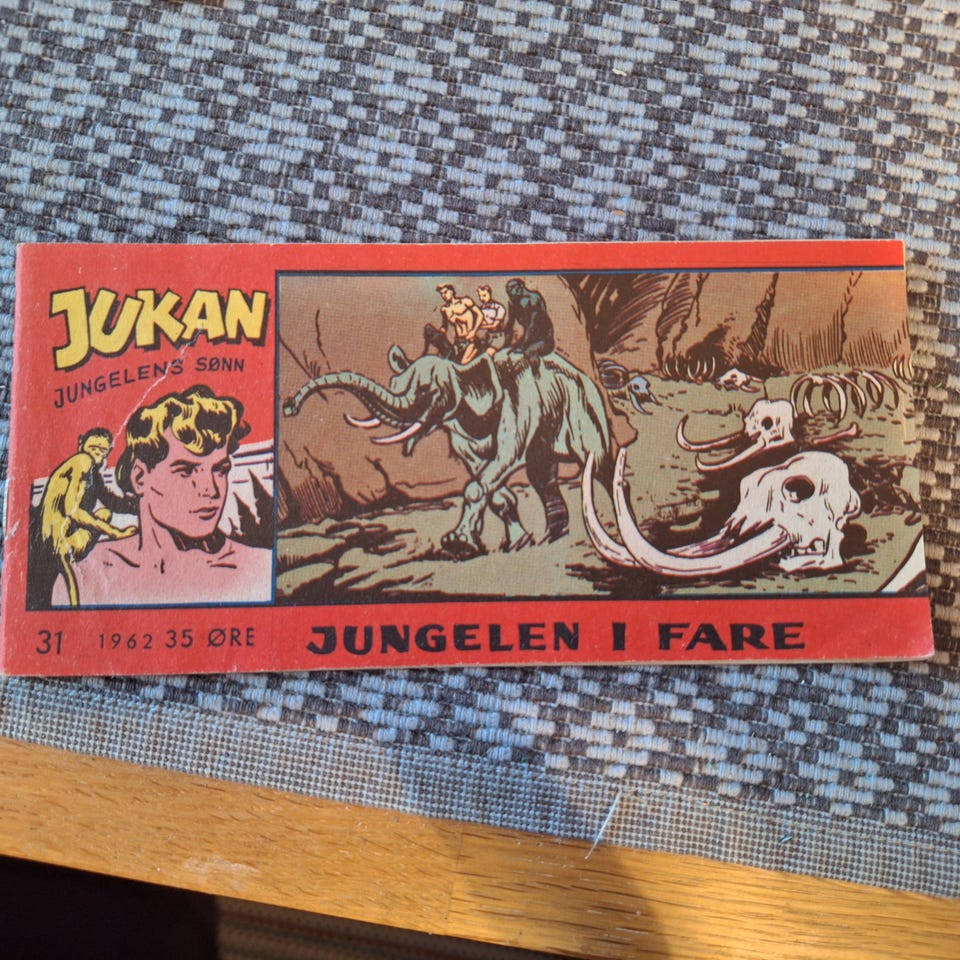 JUKAN
JUNGELENS SØNN
31 1962 35 ØRE
JUNGELEN I FARE